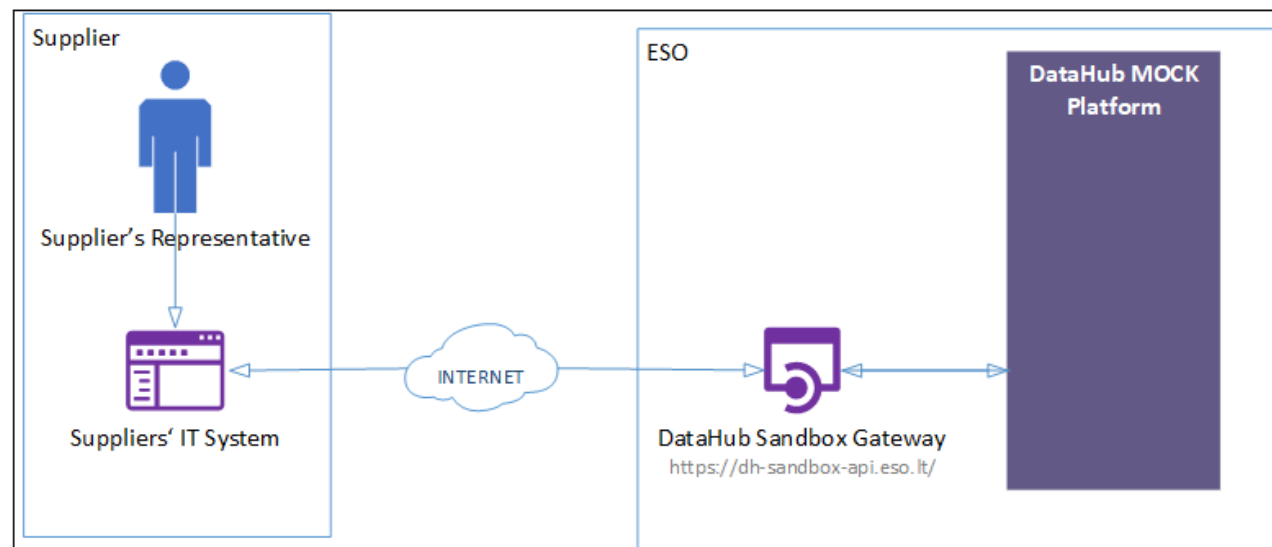 Supplier
Supplier’s Representative
Suppliers‘ IT System
INTERNET
ESO
DataHub MOCK
Platform
DataHub Sandbox Gateway
https://dh-sandbox-api.eso.lt/